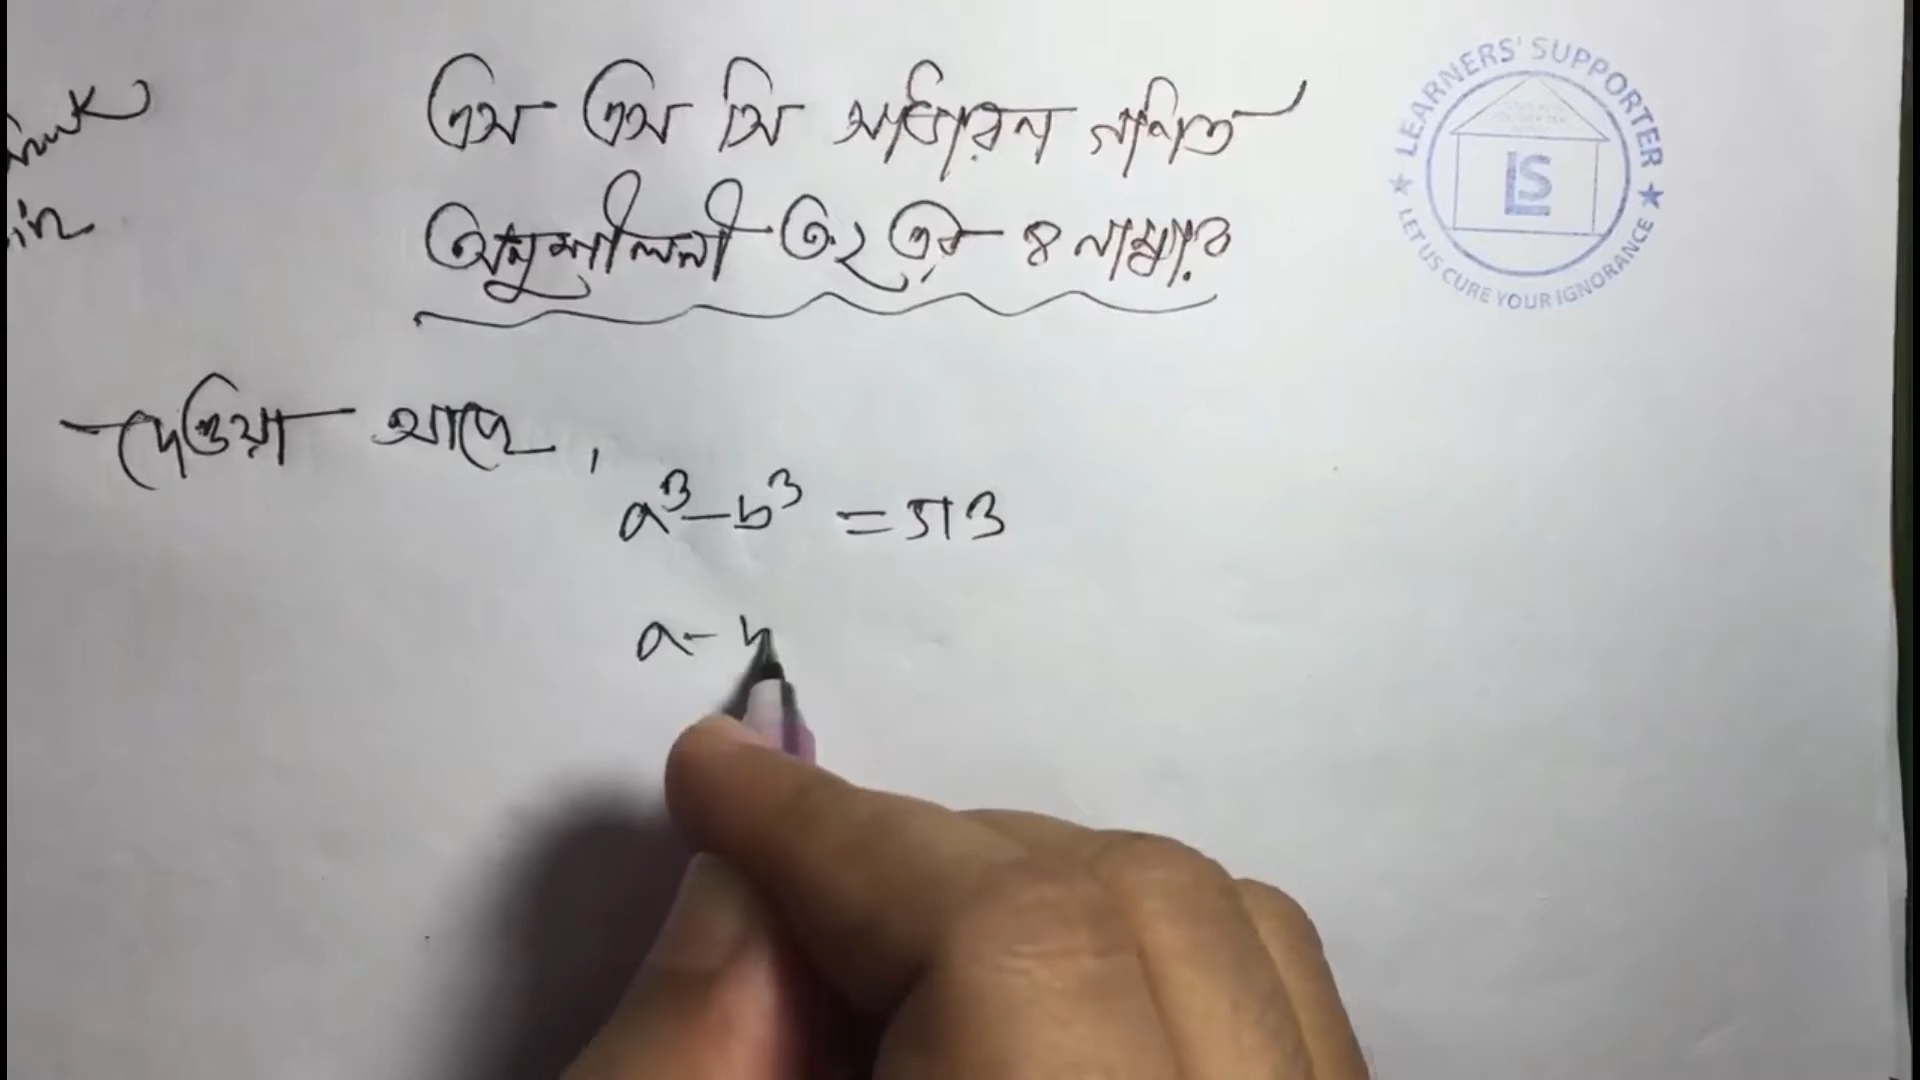 এস এস সি সাধারন গণিত
অনুশীলনী ৩.২ এর ৪ নাম্বার
দেওয়া আছে,
a³-b³ = 513
a- b
LEARNERS' SUPPORTER
LS
★ LET US CURE YOUR IGNORANCE ★